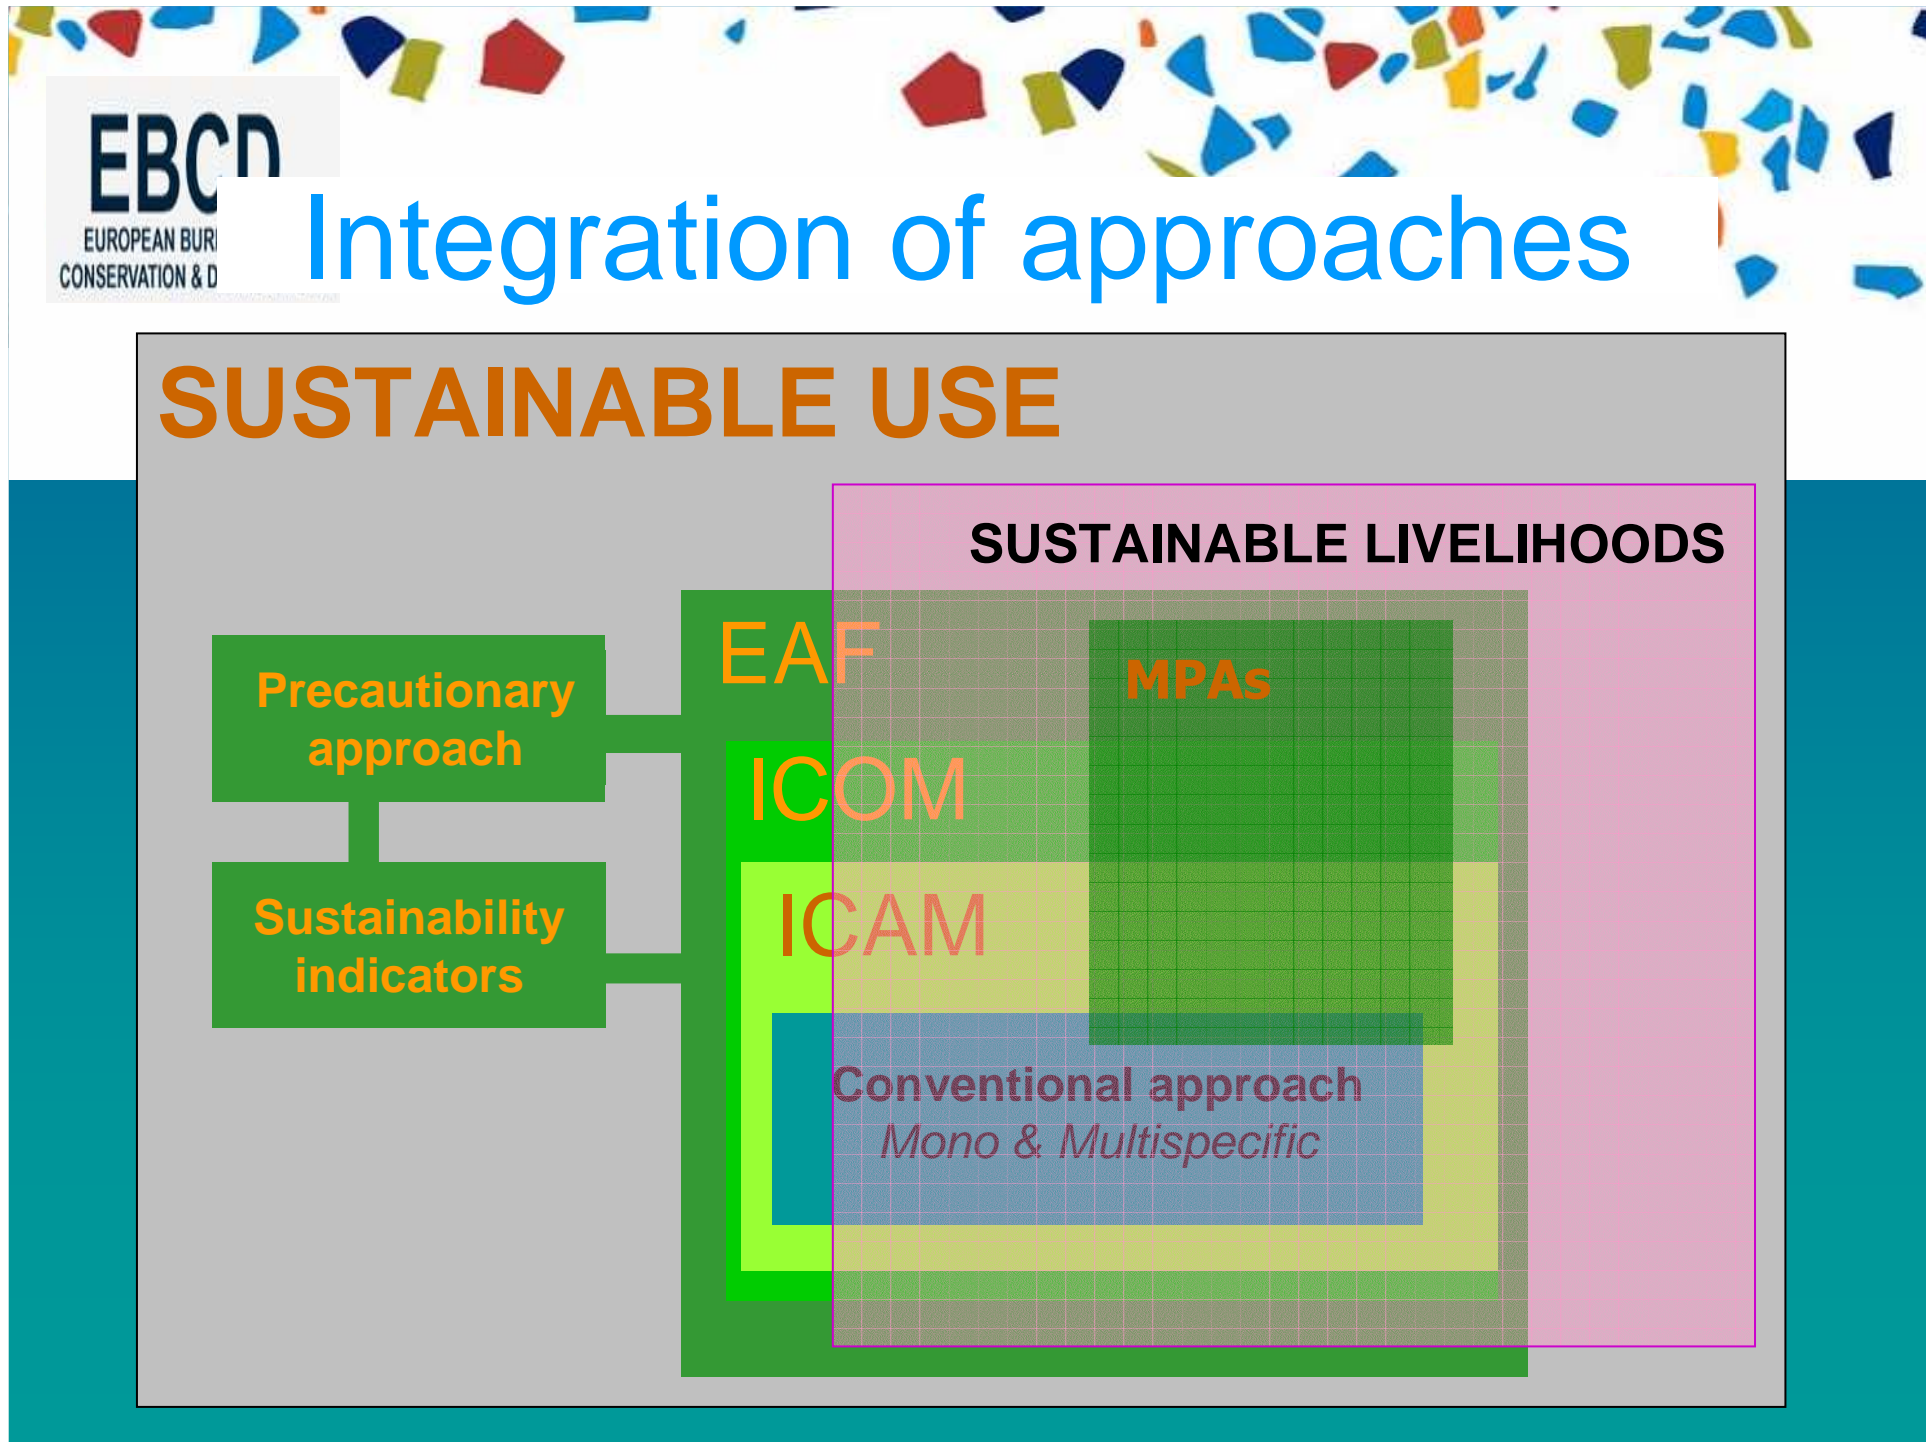 EBCD
EUROPEAN
CONSERVATION &
Integration of approaches
SUSTAINABLE USE
SUSTAINABLE LIVELIHOODS
EAF
MPAs
Precautionary
approach
ICOM
Sustainability
indicators
ICAM
Conventional approach
Mono & Multispecific